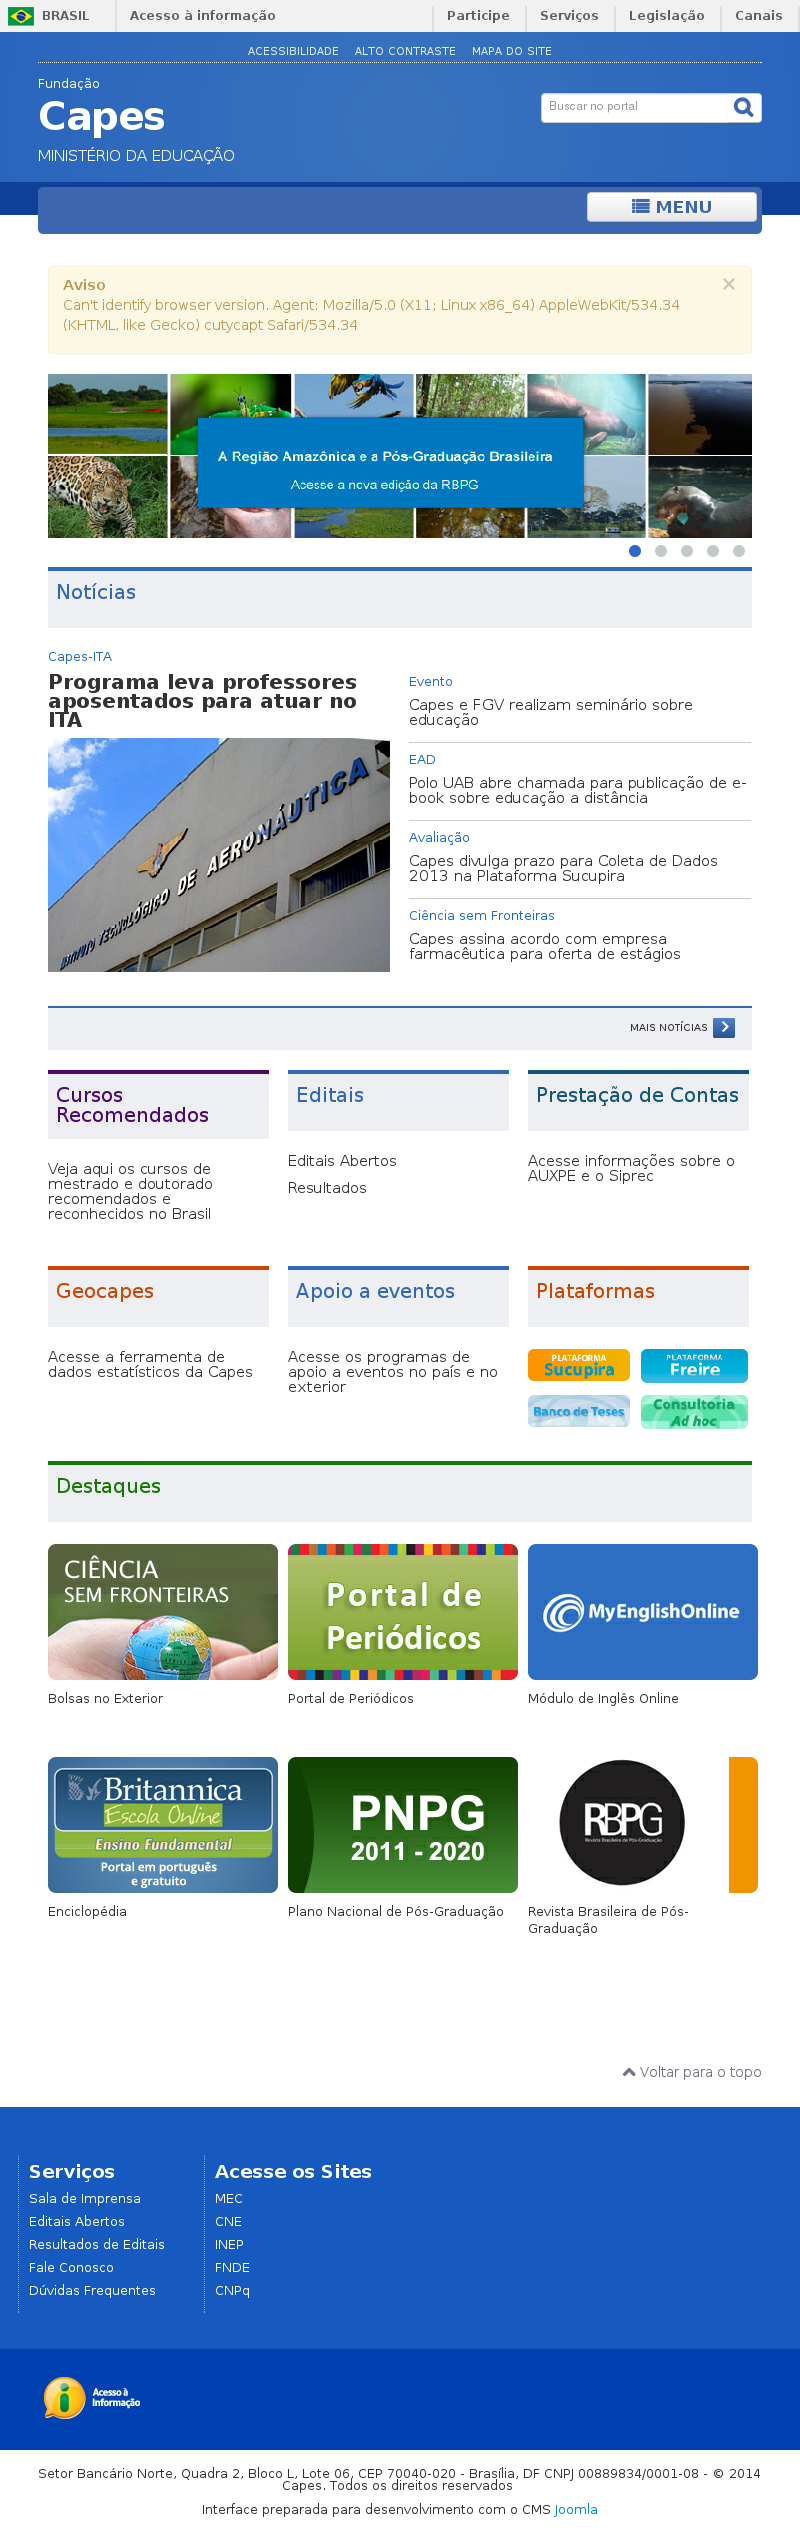 BRASIL
Acesso à informação
Participe
Serviços
Legislação
Canais
ACESSIBILIDADE
ALTO CONTRASTE
MAPA DO SITE
Fundação
Capes
MINISTÉRIO DA EDUCAÇÃO
Buscar no portal
MENU
Aviso
×
Can't identify browser version. Agent: Mozilla/5.0 (X11; Linux x86_64) AppleWebKit/534.34
(KHTML, like Gecko) cutycapt Safari/534.34
A Região Amazônica e a Pós-Graduação Brasileira
Acesse a nova edição da RBPG
Notícias
Capes-ITA
Programa leva professores
aposentados para atuar no
ITA
INSTITUTO TECNOLÓGICO DE AERONÁUTICA
Evento
Capes e FGV realizam seminário sobre
educação
EAD
Polo UAB abre chamada para publicação de e-
book sobre educação a distância
Avaliação
Capes divulga prazo para Coleta de Dados
2013 na Plataforma Sucupira
Ciência sem Fronteiras
Capes assina acordo com empresa
farmacêutica para oferta de estágios
MAIS NOTÍCIAS
Cursos
Recomendados
Veja aqui os cursos de
mestrado e doutorado
recomendados e
reconhecidos no Brasil
Editais
Editais Abertos
Resultados
Prestação de Contas
Acesse informações sobre o
AUXPE e o Siprec
Geocapes
Acesse a ferramenta de
dados estatísticos da Capes
Apoio a eventos
Acesse os programas de
apoio a eventos no país e no
exterior
Plataformas
PLATAFORMA
Sucupira
PLATAFORMA
Freire
Banco de Teses
Consultoria
Ad hoc
Destaques
CIÊNCIA
SEM FRONTEIRAS
Bolsas no Exterior
Portal de
Periódicos
Portal de Periódicos
MyEnglishOnline
Módulo de Inglês Online
Britannica
Escola Online
Ensino Fundamental
Portal em português
e gratuito
Enciclopédia
PNPG
2011 - 2020
Plano Nacional de Pós-Graduação
RBPG
Revista Brasileira de Pós-Graduação
Revista Brasileira de Pós-
Graduação
Voltar para o topo
Serviços
Sala de Imprensa
Editais Abertos
Resultados de Editais
Fale Conosco
Dúvidas Frequentes
Acesse os Sites
MEC
CNE
INEP
FNDE
CNPq
Acesso à
Informação
Setor Bancário Norte, Quadra 2, Bloco L, Lote 06, CEP 70040-020 - Brasília, DF CNPJ 00889834/0001-08 - © 2014
Capes. Todos os direitos reservados
Interface preparada para desenvolvimento com o CMS Joomla